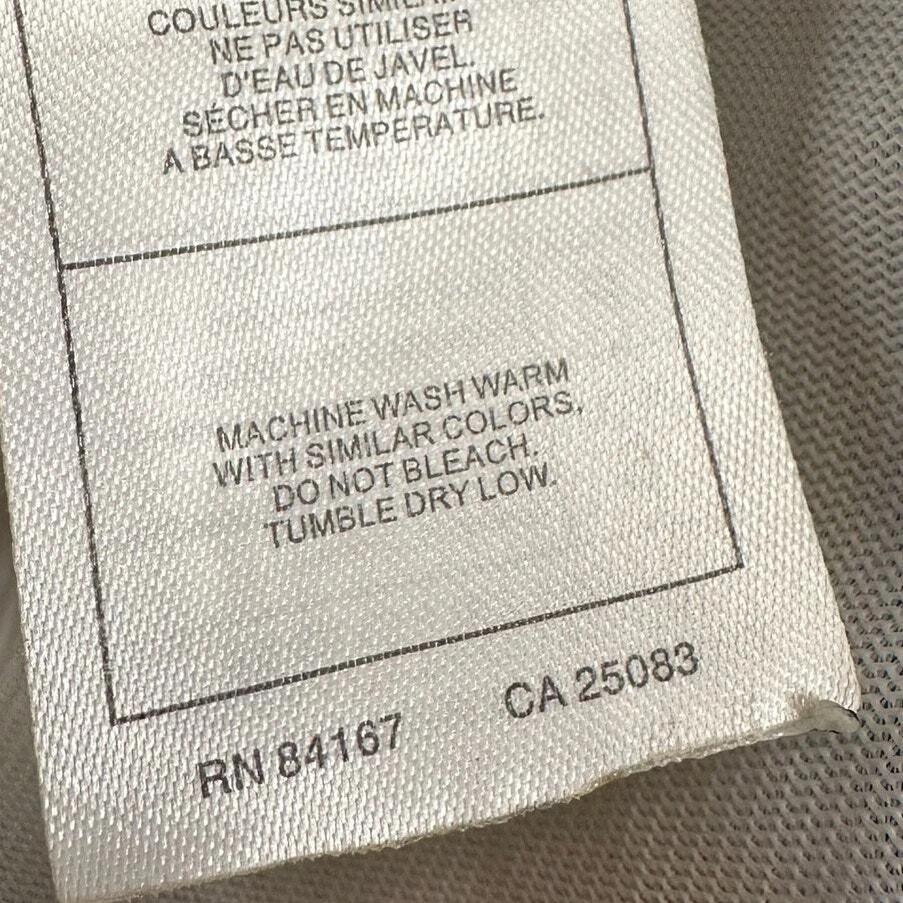 COULEURS
NE PAS UTILISER
D'EAU DE JAVEL.
SÉCHER EN MACHINE
A BASSE TEMPÉRATURE.
MACHINE WASH WARM
WITH SIMILAR COLORS,
DO NOT BLEACH.
TUMBLE DRY LOW.
RN 84167 CA 25083